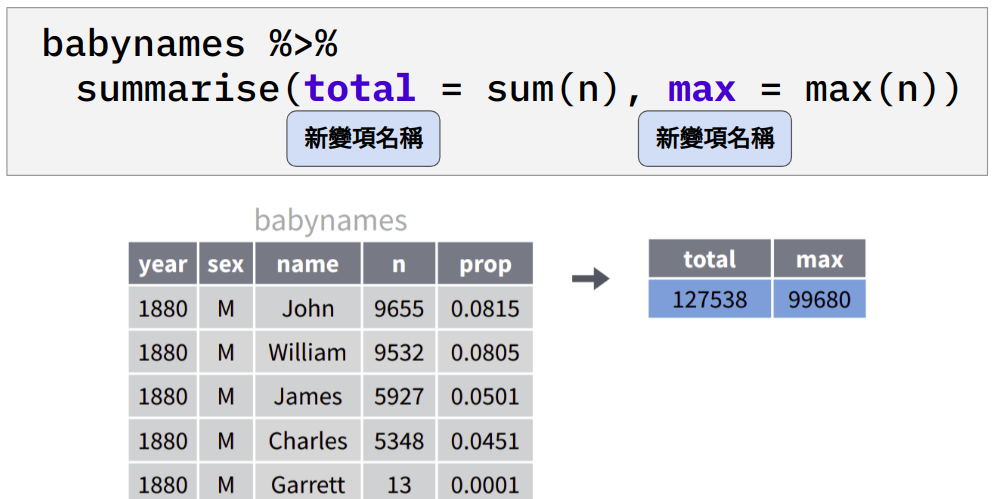 babynames %>%
summarise(total = sum(n), max = max(n))
新變項名稱 新變項名稱
babynames
year sex name n prop
1880 M John 9655 0.0815
1880 M William 9532 0.0805
1880 M James 5927 0.0501
1880 M Charles 5348 0.0451
1880 M Garrett 13 0.0001
total max
127538 99680